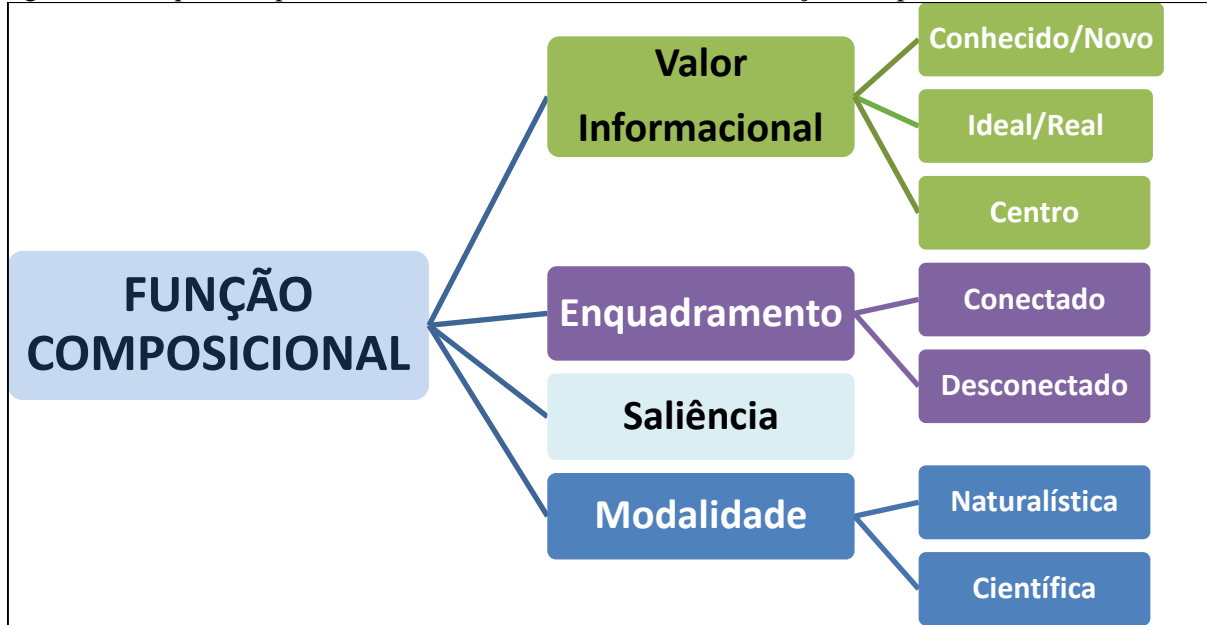 FUNÇÃO
COMPOSICIONAL
Valor
Informacional
Conhecido/Novo
Ideal/Real
Centro
Enquadramento
Conectado
Desconectado
Saliência
Modalidade
Naturalística
Científica